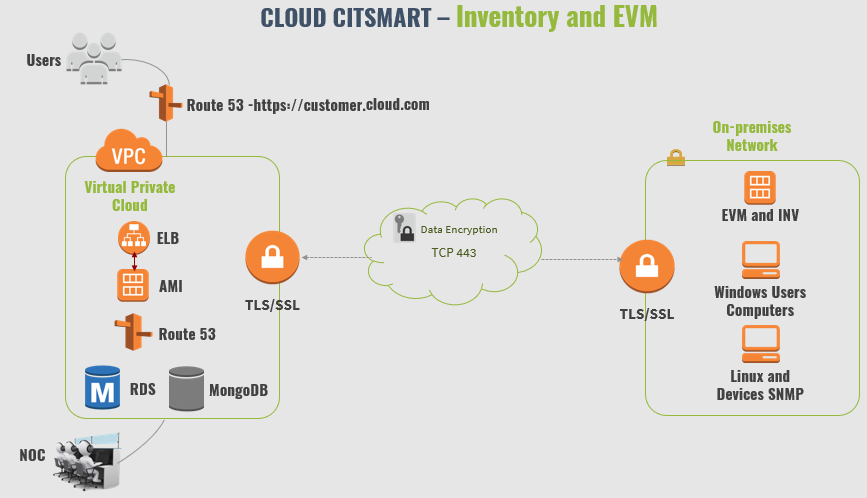 CLOUD CITSMART – Inventory and EVM
Users
Route 53 -https://customer.cloud.com
VPC
Virtual Private
Cloud
ELB
AMI
Route 53
M
RDS
MongoDB
NOC
TLS/SSL
Data Encryption
TCP 443
TLS/SSL
On-premises
Network
EVM and INV
Windows Users
Computers
Linux and
Devices SNMP